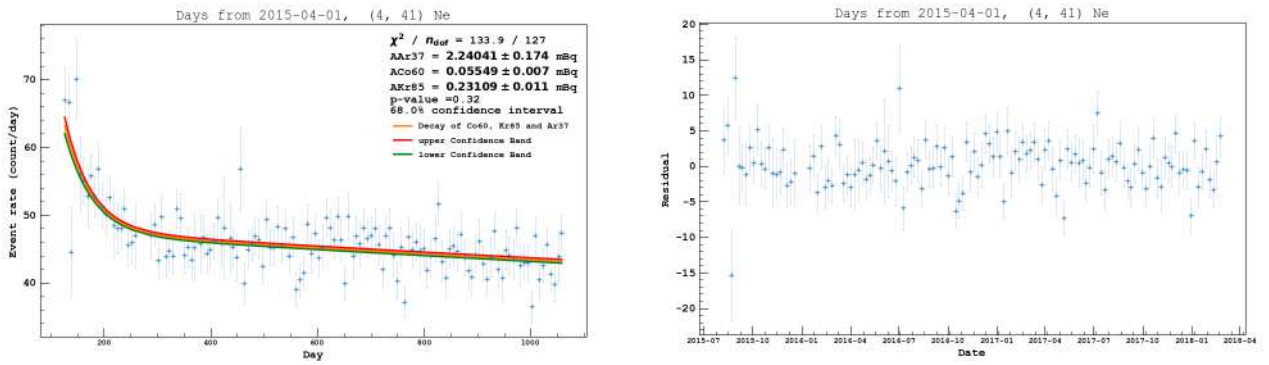 Days from 2015-04-01, (4, 41) Ne
χ² / n_dof = 133.9 / 127
AAr37 = 2.24041 ± 0.174 mBq
ACo60 = 0.05549 ± 0.007 mBq
AKr85 = 0.23109 ± 0.011 mBq
p-value =0.32
68.0% confidence interval
Decay of Co60, Kr85 and Ar37
upper Confidence Band
lower Confidence Band
Event rate (count/day)
70
60
50
40
200 400 600 800 1000
Day
Days from 2015-04-01, (4, 41) Ne
Residual
20
15
10
5
0
-5
-10
-15
-20
2015-07 2015-10 2016-01 2016-04 2016-07 2016-10 2017-01 2017-04 2017-07 2017-10 2018-01 2018-04
Date